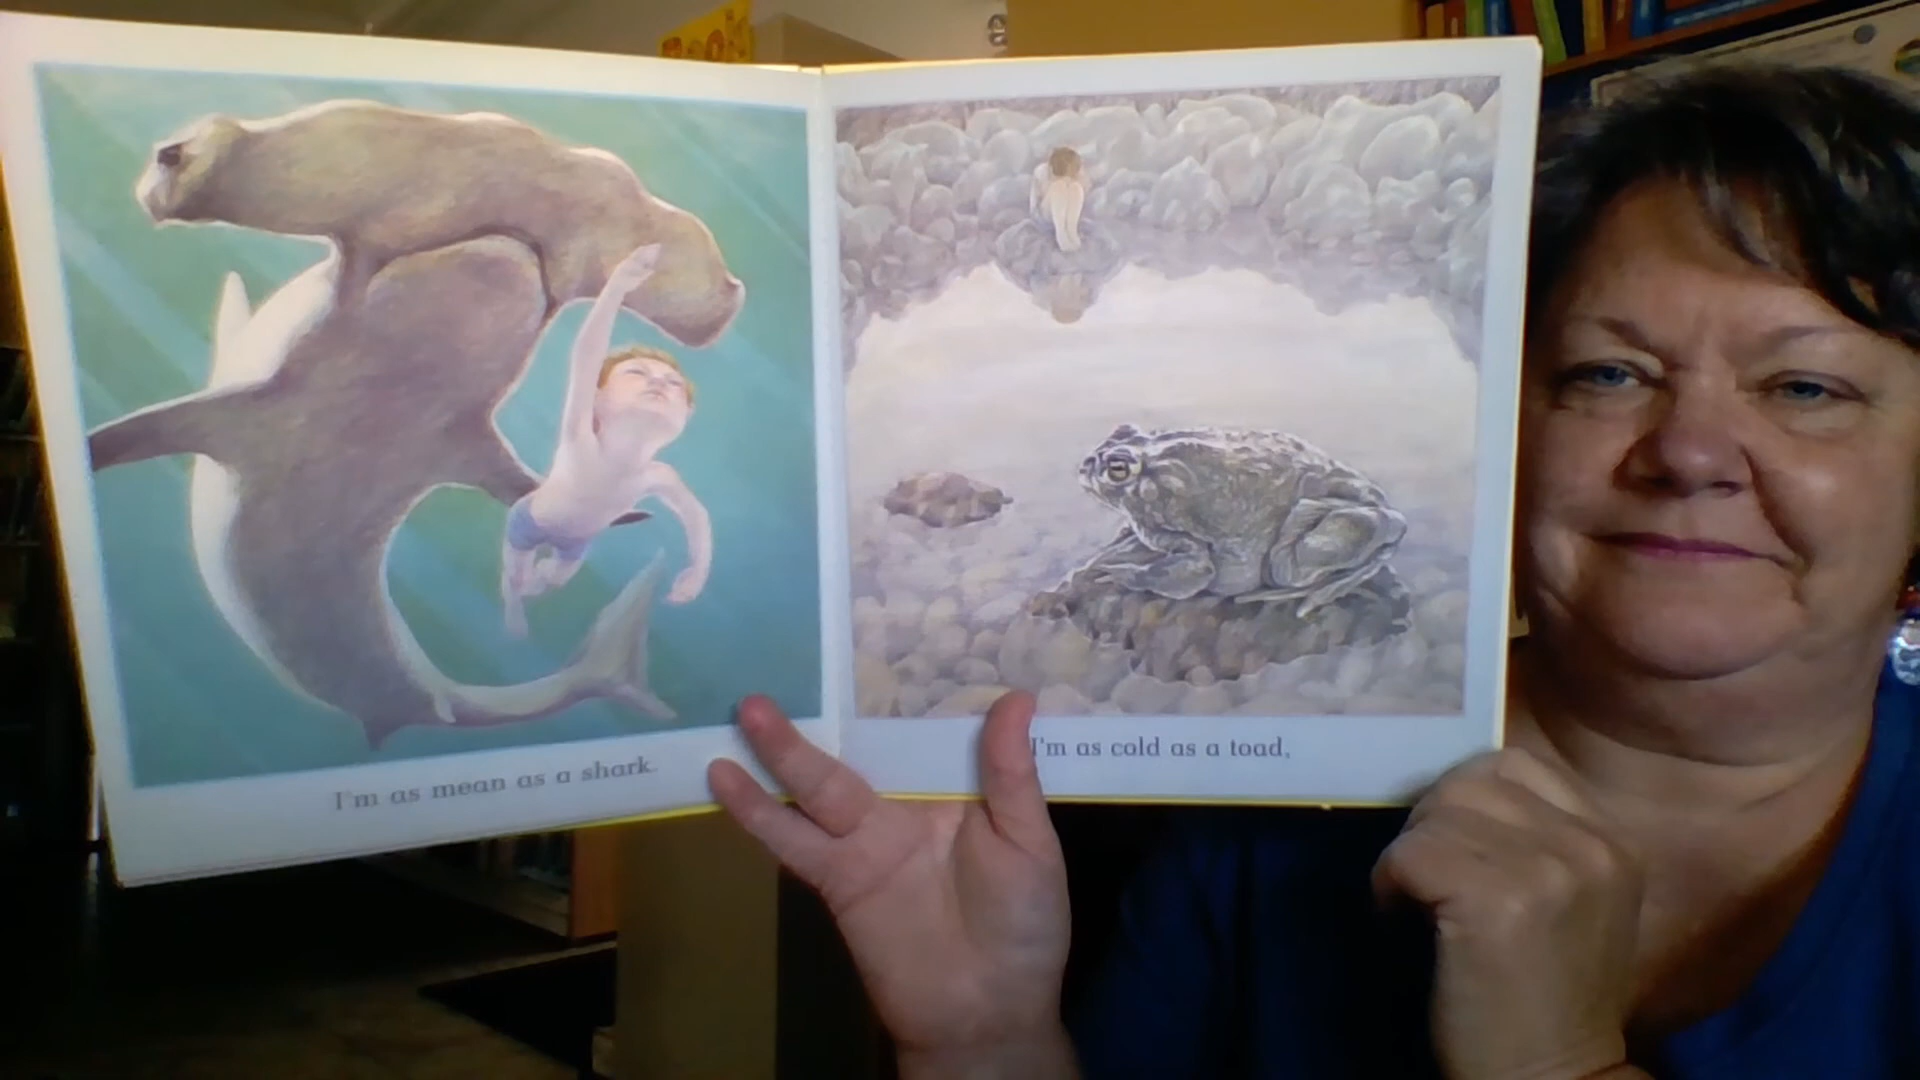 I'm as mean as a shark.
I'm as cold as a toad,